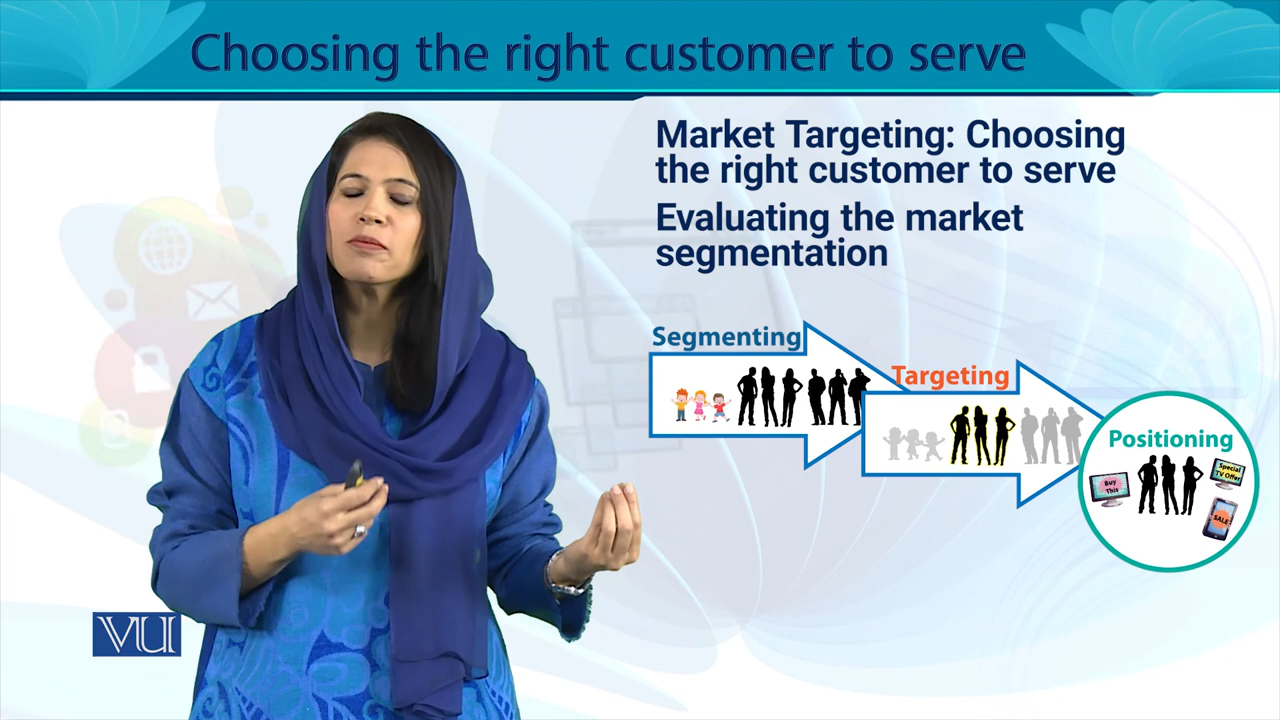 Choosing the right customer to serve
Market Targeting: Choosing
the right customer to serve
Evaluating the market
segmentation
Segmenting
Targeting
Positioning
Buy
This
Special
TV Offer
SALE
VU